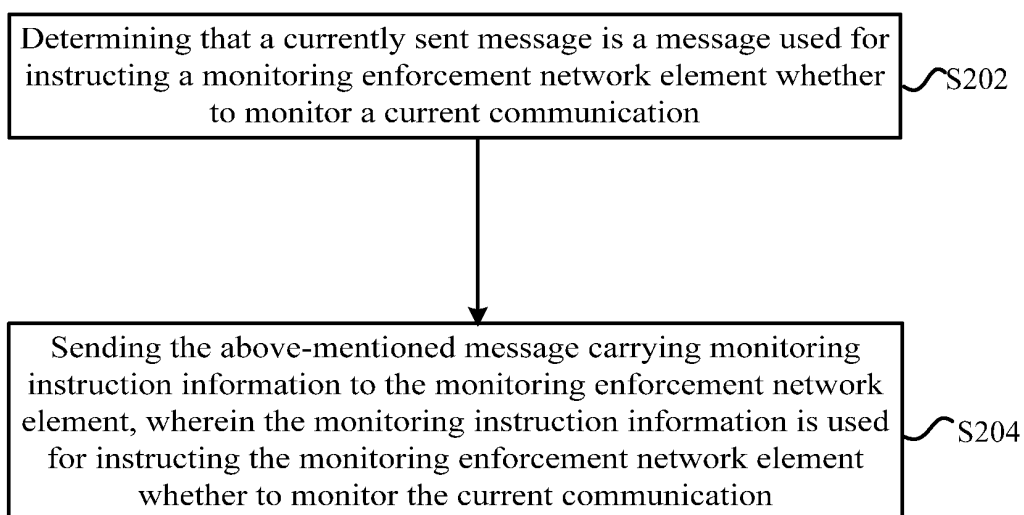 Determining that a currently sent message is a message used for
instructing a monitoring enforcement network element whether
to monitor a current communication
S202
Sending the above-mentioned message carrying monitoring
instruction information to the monitoring enforcement network
element, wherein the monitoring instruction information is used
for instructing the monitoring enforcement network element
whether to monitor the current communication
S204